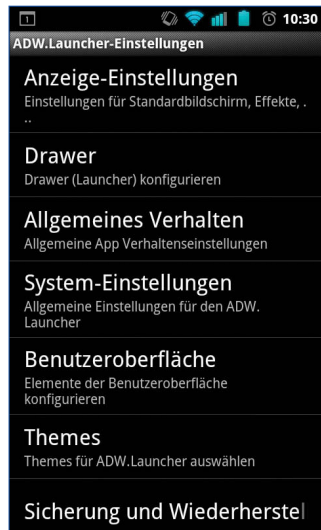 1
10:30
ADW.Launcher-Einstellungen
Anzeige-Einstellungen
Einstellungen für Standardbildschirm, Effekte, .
..
Drawer
Drawer (Launcher) konfigurieren
Allgemeines Verhalten
Allgemeine App Verhaltenseinstellungen
System-Einstellungen
Allgemeine Einstellungen für den ADW.
Launcher
Benutzeroberfläche
Elemente der Benutzeroberfläche
konfigurieren
Themes
Themes für ADW.Launcher auswählen
Sicherung und Wiederherstel